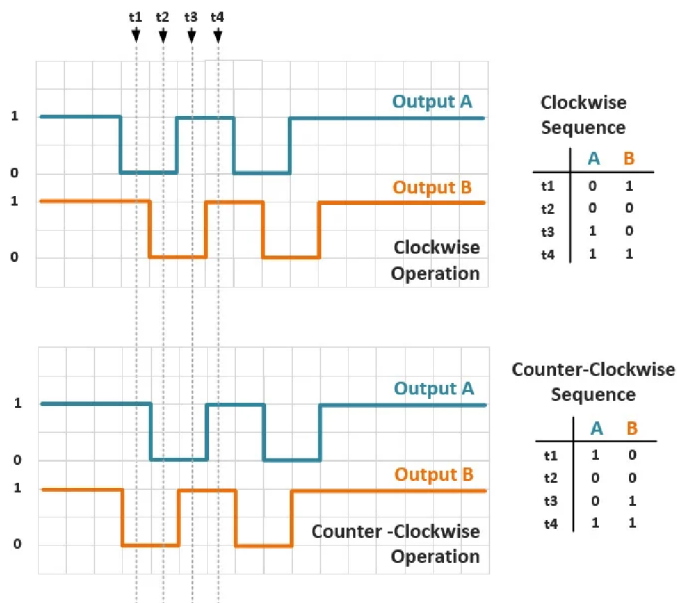 t1 t2 t3 t4
Output A
1
0
Output B
1
0
Clockwise
Operation
Clockwise
Sequence
A B
t1 0 1
t2 0 0
t3 1 0
t4 1 1
Output A
1
0
Output B
1
0
Counter -Clockwise
Operation
Counter-Clockwise
Sequence
A B
t1 1 0
t2 0 0
t3 0 1
t4 1 1